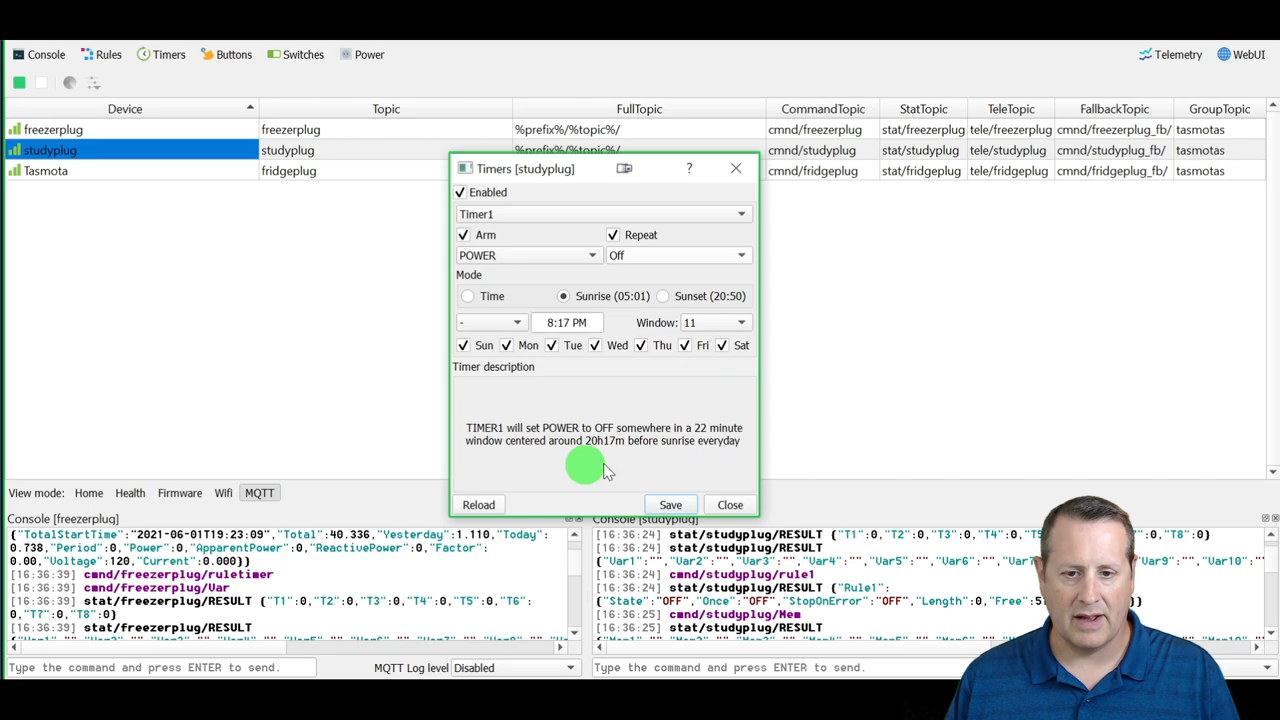 Console Rules Timers Buttons Switches Power Telemetry WebUI
Device Topic FullTopic CommandTopic StatTopic TeleTopic FallbackTopic GroupTopic
freezerplug freezerplug %prefix%/%topic%/ cmnd/freezerplug stat/freezerplug tele/freezerplug cmnd/freezerplug_fb/ tasmotas
studyplug studyplug %prefix%/%topic%/ cmnd/studyplug stat/studyplug tele/studyplug cmnd/studyplug_fb/ tasmotas
Tasmota fridgeplug cmnd/fridgeplug stat/fridgeplug tele/fridgeplug cmnd/fridgeplug_fb/ tasmotas
Timers [studyplug] ?
Enabled
Timer1
Arm Repeat
POWER Off
Mode
Time Sunrise (05:01) Sunset (20:50)
- 8:17 PM Window: 11
Sun Mon Tue Wed Thu Fri Sat
Timer description
TIMER1 will set POWER to OFF somewhere in a 22 minute
window centered around 20h17m before sunrise everyday
Reload Save Close
View mode: Home Health Firmware Wifi MQTT
Console [freezerplug]
{"TotalStartTime":"2021-06-01T19:23:09","Total":40.336,"Yesterday":1.110,"Today":
0.738,"Period":0,"Power":0,"ApparentPower":0,"ReactivePower":0,"Factor":
0.00,"Voltage":120,"Current":0.000}}
[16:36:39] cmnd/freezerplug/ruletimer
[16:36:39] cmnd/freezerplug/Var
[16:36:39] stat/freezerplug/RESULT {"T1":0,"T2":0,"T3":0,"T4":0,"T5":0,"T6":
0,"T7":0,"T8":0}
[16:36:39] stat/freezerplug/RESULT
Type the command and press ENTER to send. MQTT Log level Disabled
Console [studyplug]
[16:36:24] stat/studyplug/RESULT {"T1":0,"T2":0,"T3":0,"T4":0,"T5 "T8":0}
[16:36:24] stat/studyplug/RESULT
{"Var1":"","Var2":"","Var3":"","Var4":"","Var5":"","Var6": "Var9":"","Var10":
[16:36:24] cmnd/studyplug/rule1
[16:36:24] stat/studyplug/RESULT {"Rule1":
{"State":"OFF","Once":"OFF","StopOnError":"OFF","Length":0,"Free":5 }}
[16:36:25] cmnd/studyplug/Mem
[16:36:25] stat/studyplug/RESULT
Type the command and press ENTER to send.